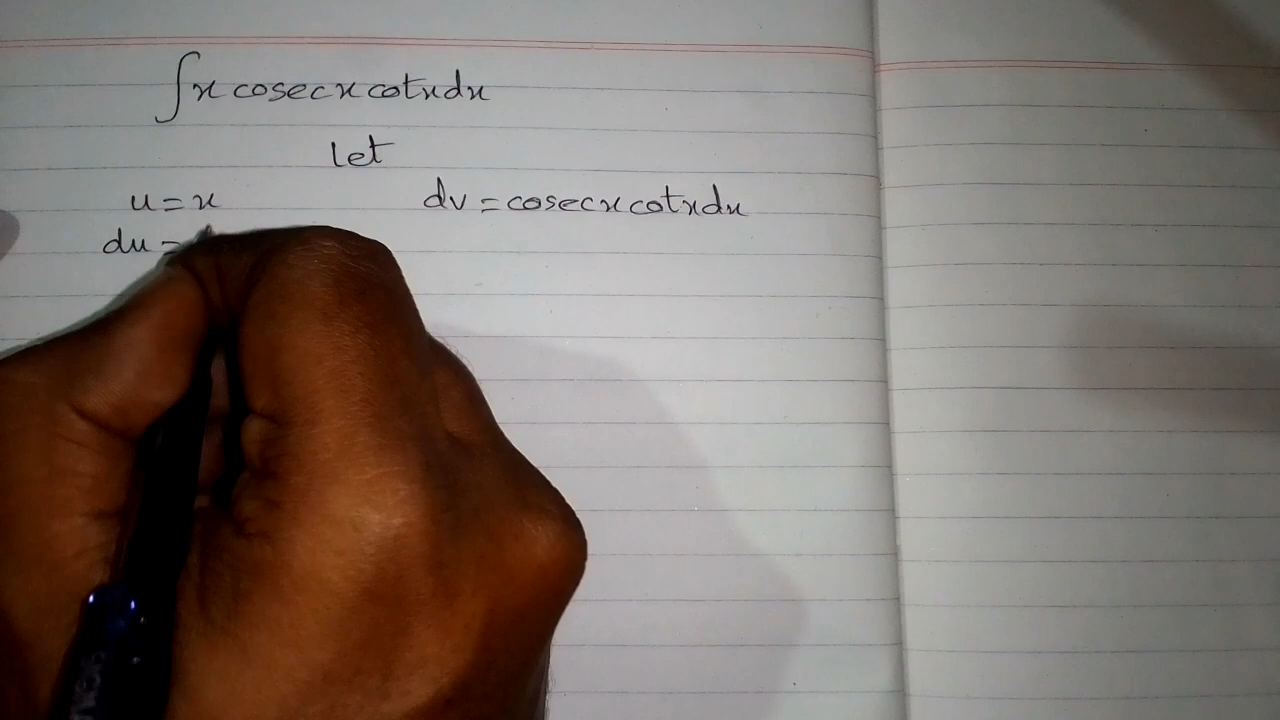 ∫x cosecx cotx dx
let
u = x dv = cosecx cotx dx
du =